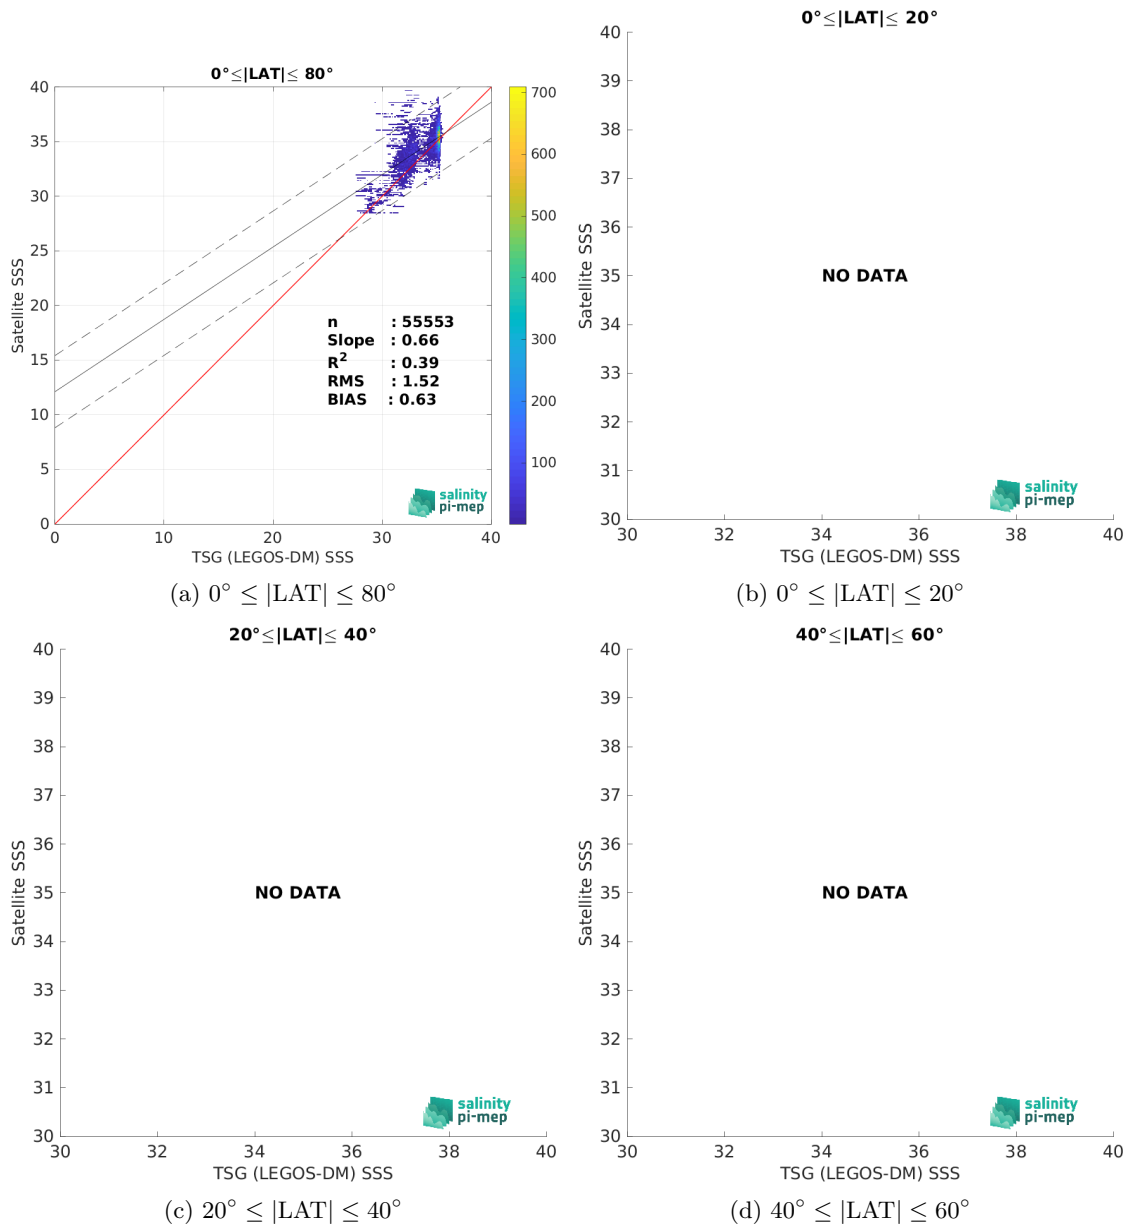 0°≤|LAT|≤ 80°
40
35
30
25
20
15
10
5
0
Satellite SSS
0
10
20
30
40
TSG (LEGOS-DM) SSS
700
600
500
400
300
200
100
n : 55553
Slope : 0.66
R² : 0.39
RMS : 1.52
BIAS : 0.63
salinity
pi-mep
(a) 0° ≤ |LAT| ≤ 80°
0°≤|LAT|≤ 20°
40
39
38
37
36
35
34
33
32
31
30
Satellite SSS
NO DATA
30
32
34
36
38
40
TSG (LEGOS-DM) SSS
salinity
pi-mep
(b) 0° ≤ |LAT| ≤ 20°
20°≤|LAT|≤ 40°
40
39
38
37
36
35
34
33
32
31
30
Satellite SSS
NO DATA
30
32
34
36
38
40
TSG (LEGOS-DM) SSS
salinity
pi-mep
(c) 20° ≤ |LAT| ≤ 40°
40°≤|LAT|≤ 60°
40
39
38
37
36
35
34
33
32
31
30
Satellite SSS
NO DATA
30
32
34
36
38
40
TSG (LEGOS-DM) SSS
salinity
pi-mep
(d) 40° ≤ |LAT| ≤ 60°